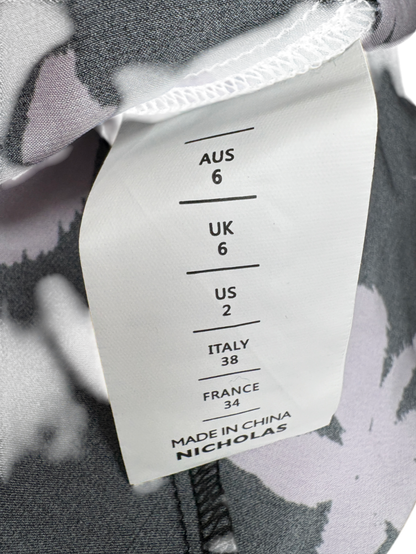 AUS
6
UK
6
US
2
ITALY
38
FRANCE
34
MADE IN CHINA
NICHOLAS